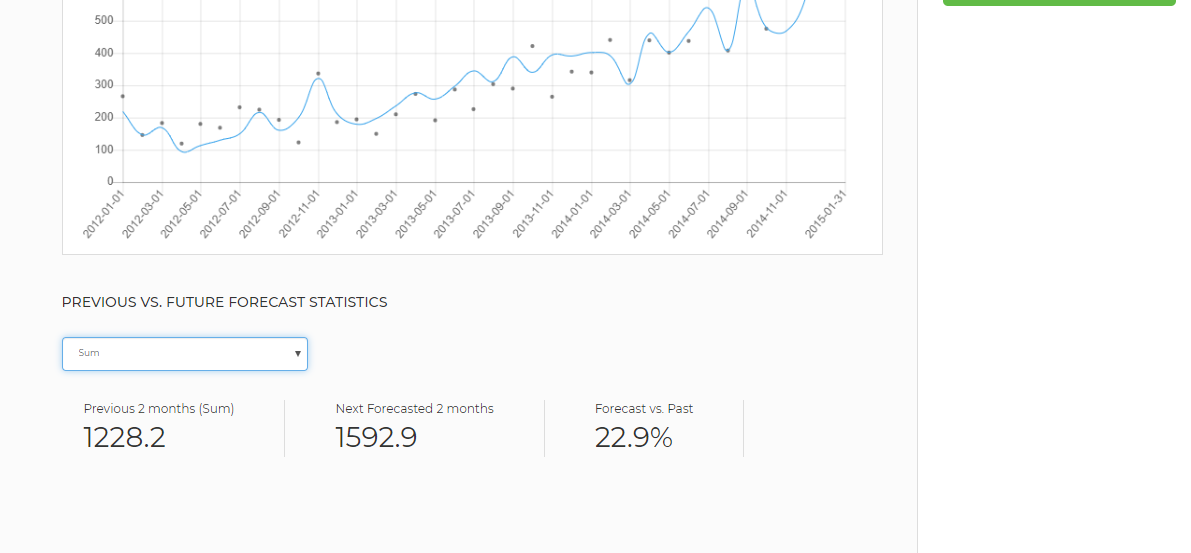 500
400
300
200
100
0
2012-01-01 2012-03-01 2012-05-01 2012-07-01 2012-09-01 2012-11-01 2013-01-01 2013-03-01 2013-05-01 2013-07-01 2013-09-01 2013-11-01 2014-01-01 2014-03-01 2014-05-01 2014-07-01 2014-09-01 2014-11-01 2015-01-31
PREVIOUS VS. FUTURE FORECAST STATISTICS
Sum
Previous 2 months (Sum) Next Forecasted 2 months Forecast vs. Past
1228.2 1592.9 22.9%